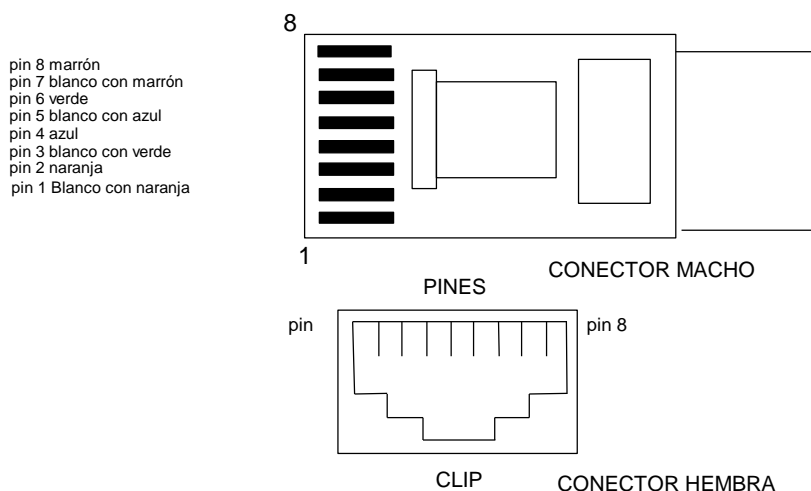 8
pin 8 marrón
pin 7 blanco con marrón
pin 6 verde
pin 5 blanco con azul
pin 4 azul
pin 3 blanco con verde
pin 2 naranja
pin 1 Blanco con naranja
1
CONECTOR MACHO
PINES
pin
pin 8
CLIP
CONECTOR HEMBRA